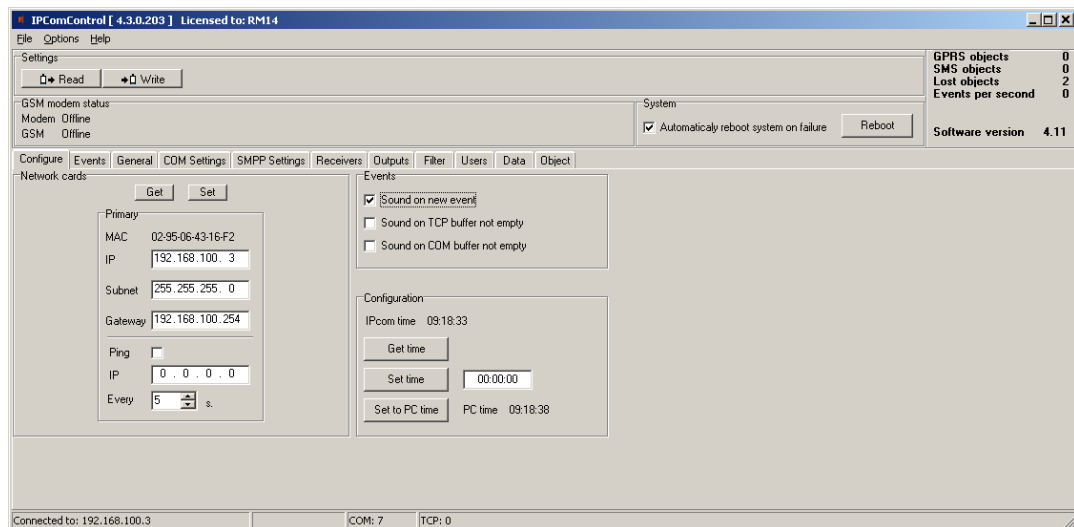 IPComControl [ 4.3.0.203 ] Licensed to: RM14
File Options Help
Settings
Read Write
GPRS objects 0
SMS objects 0
Lost objects 2
Events per second 0
Software version 4.11
GSM modem status
Modem Offline
GSM Offline
System
Automaticaly reboot system on failure Reboot
Configure Events General COM Settings SMPP Settings Receivers Outputs Filter Users Data Object
Network cards
Get Set
Primary
MAC 02-95-06-43-16-F2
IP 192.168.100. 3
Subnet 255.255.255. 0
Gateway 192.168.100.254
Ping
IP 0 . 0 . 0 . 0
Every 5 s.
Events
Sound on new event
Sound on TCP buffer not empty
Sound on COM buffer not empty
Configuration
IPcom time 09:18:33
Get time
Set time 00:00:00
Set to PC time PC time 09:18:38
Connected to: 192.168.100.3 COM: 7 TCP: 0